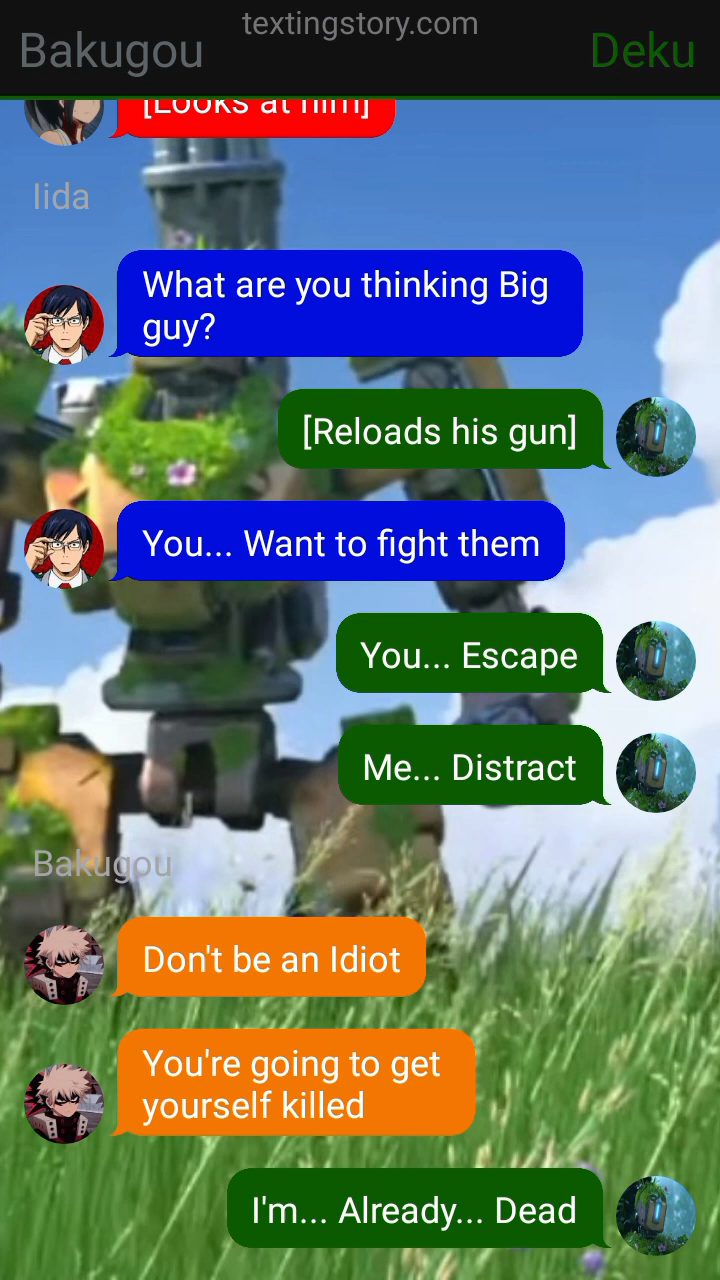 textingstory.com
Bakugou
Deku
[Looks at him]
Iida
What are you thinking Big
guy?
[Reloads his gun]
You... Want to fight them
You... Escape
Me... Distract
Bakugou
Don't be an Idiot
You're going to get
yourself killed
I'm... Already... Dead